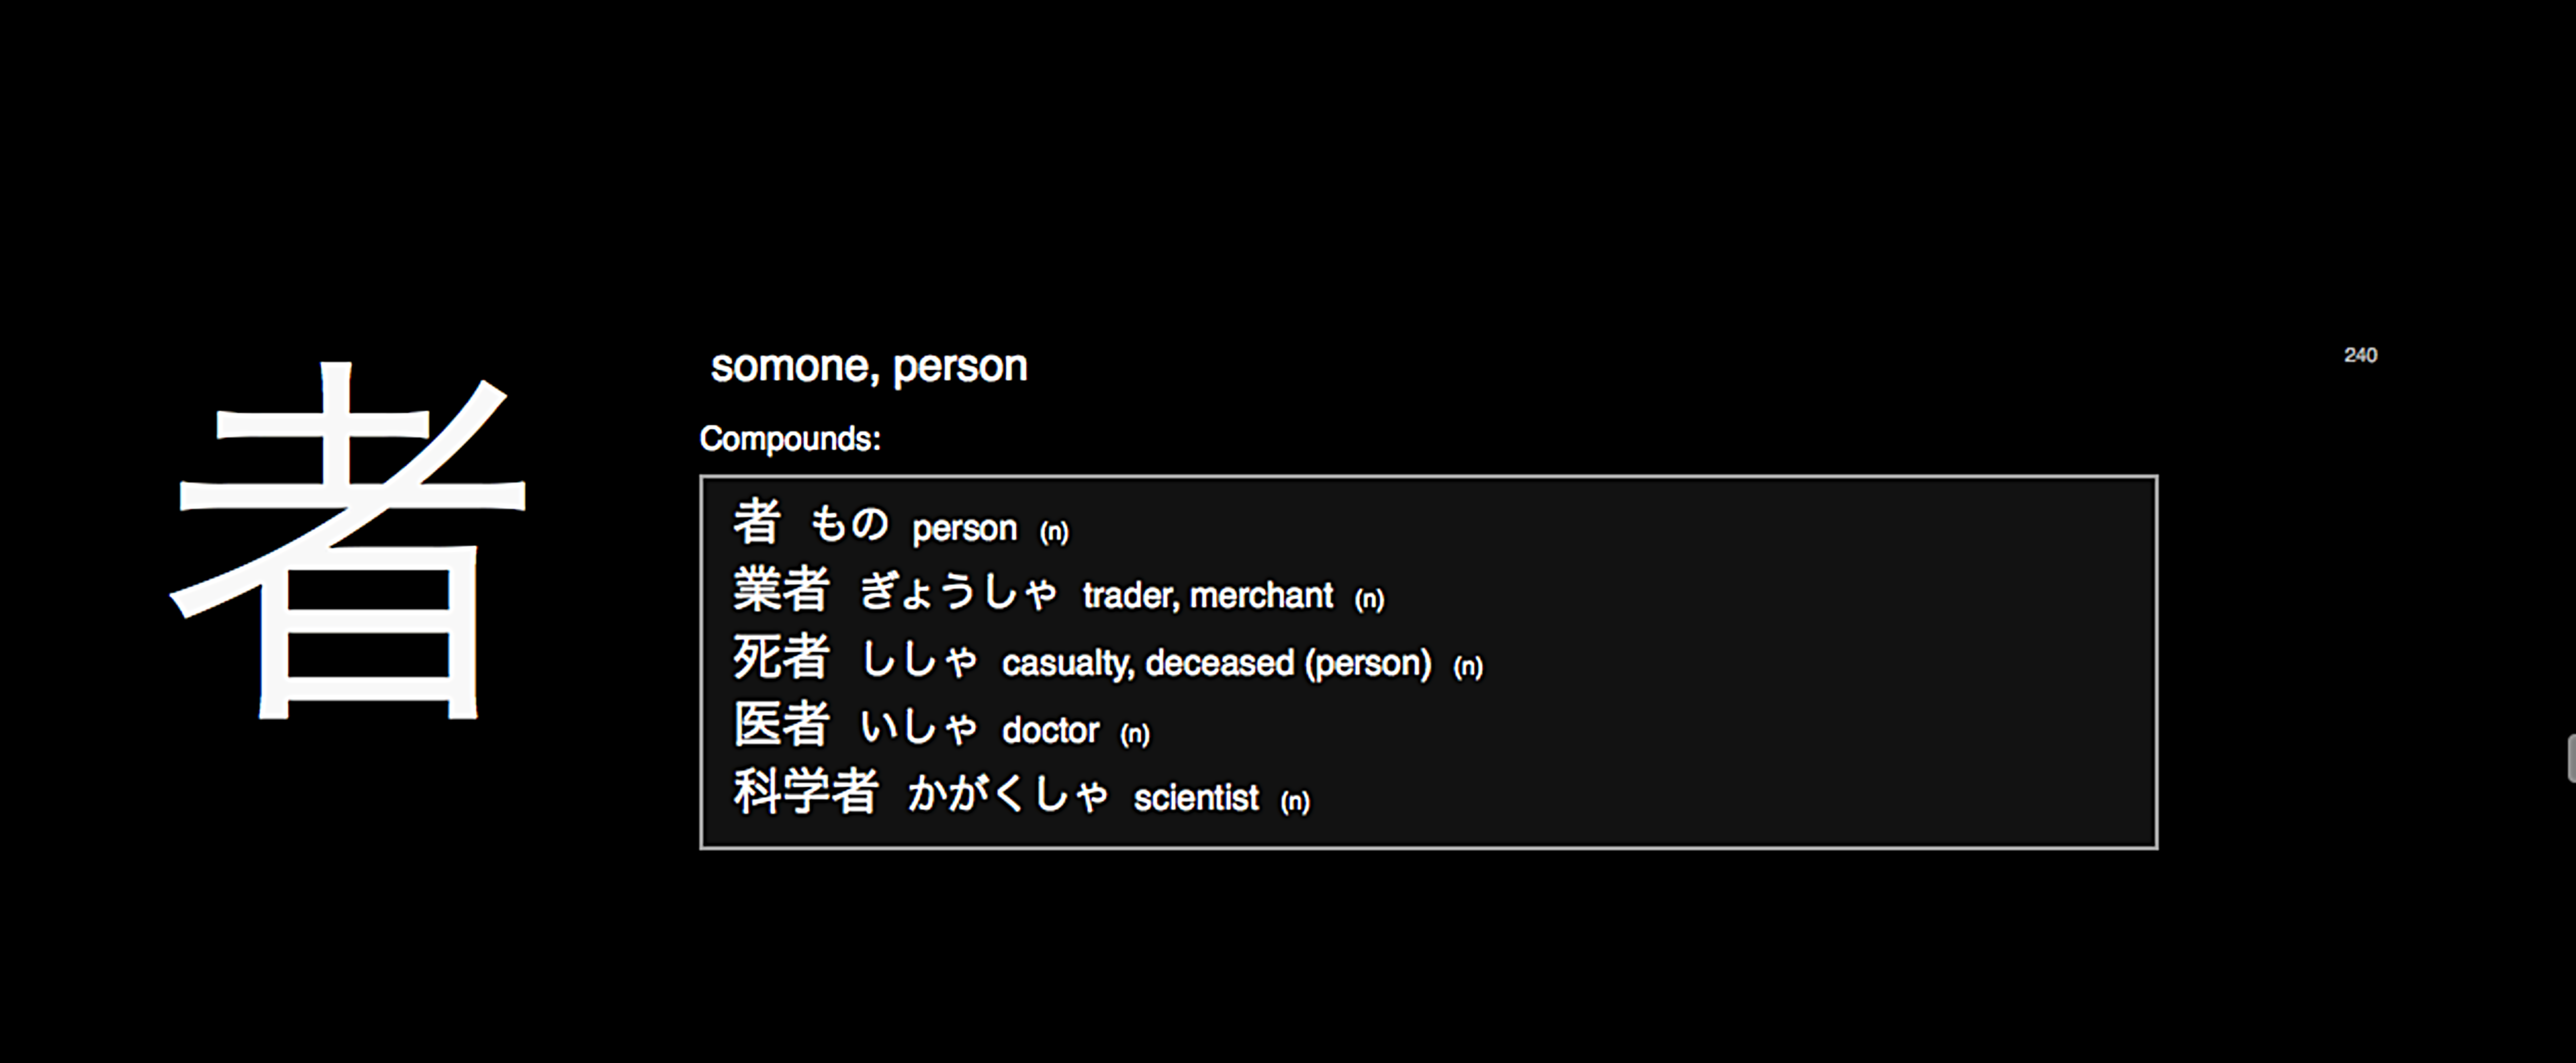 者
somone, person
240
Compounds:
者 もの person (n)
業者 ぎょうしゃ trader, merchant (n)
死者 ししゃ casualty, deceased (person) (n)
医者 いしゃ doctor (n)
科学者 かがくしゃ scientist (n)